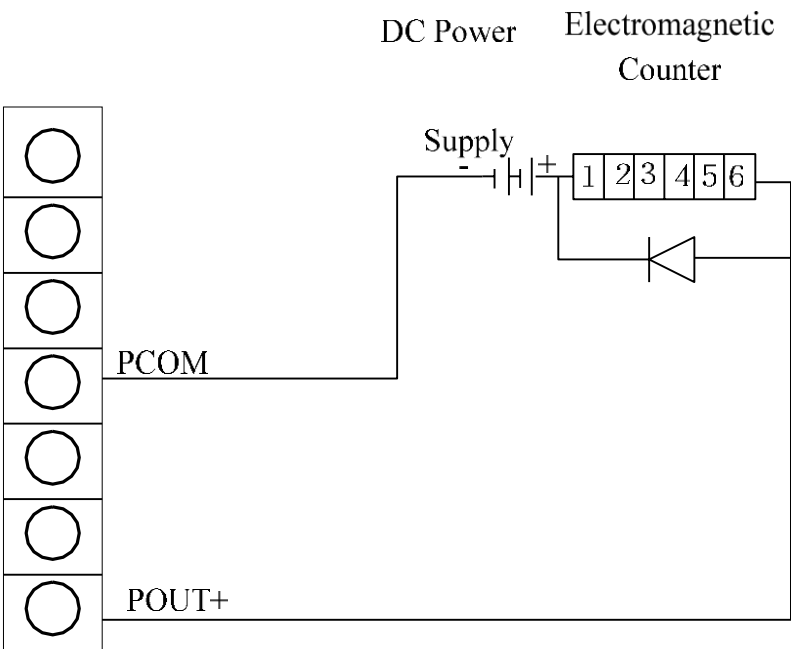 DC Power
Electromagnetic
Counter
Supply
- +
1 2 3 4 5 6
PCOM
POUT+